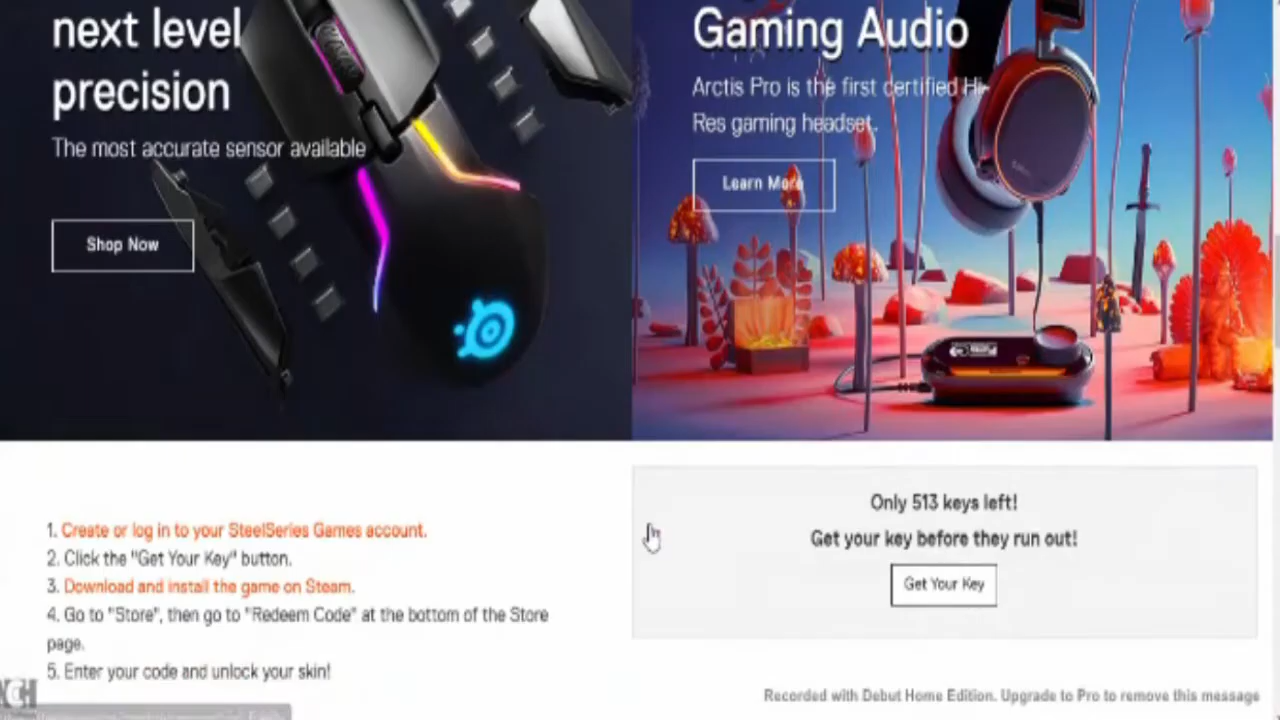 next level
precision
The most accurate sensor available
Shop Now
Gaming Audio
Arctis Pro is the first certified Hi-
Res gaming headset.
Learn More
1. Create or log in to your SteelSeries Games account.
2. Click the "Get Your Key" button.
3. Download and install the game on Steam.
4. Go to "Store", then go to "Redeem Code" at the bottom of the Store
page.
5. Enter your code and unlock your skin!
Only 513 keys left!
Get your key before they run out!
Get Your Key
Recorded with Debut Home Edition. Upgrade to Pro to remove this message